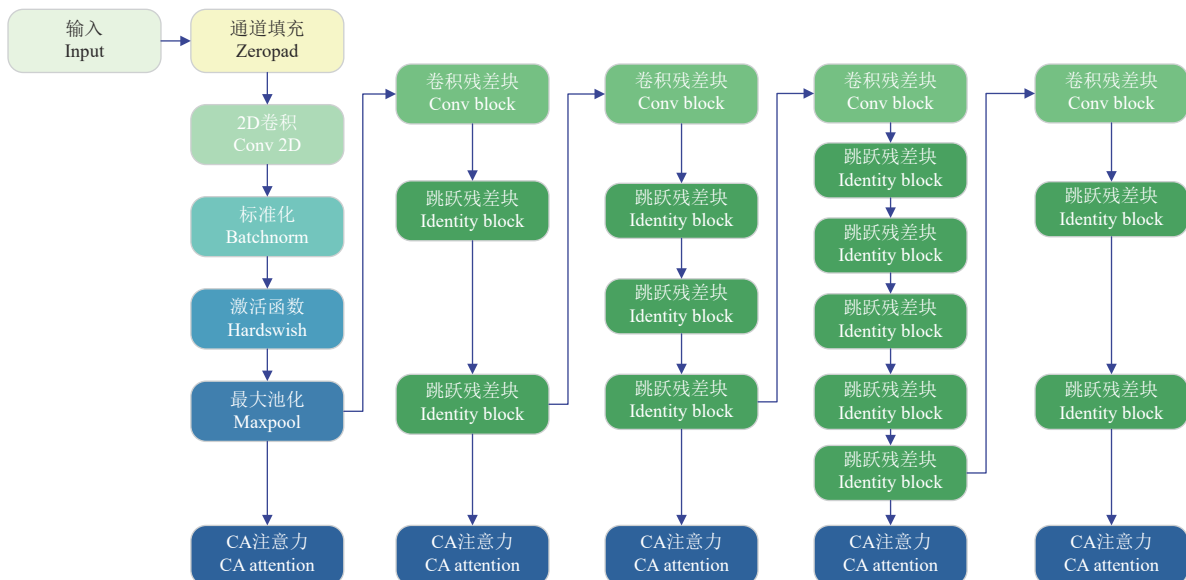 输入
Input
通道填充
Zeropad
2D卷积
Conv 2D
标准化
Batchnorm
激活函数
Hardswish
最大池化
Maxpool
CA注意力
CA attention
卷积残差块
Conv block
跳跃残差块
Identity block
跳跃残差块
Identity block
CA注意力
CA attention
卷积残差块
Conv block
跳跃残差块
Identity block
跳跃残差块
Identity block
跳跃残差块
Identity block
CA注意力
CA attention
卷积残差块
Conv block
跳跃残差块
Identity block
跳跃残差块
Identity block
跳跃残差块
Identity block
跳跃残差块
Identity block
跳跃残差块
Identity block
CA注意力
CA attention
卷积残差块
Conv block
跳跃残差块
Identity block
跳跃残差块
Identity block
CA注意力
CA attention